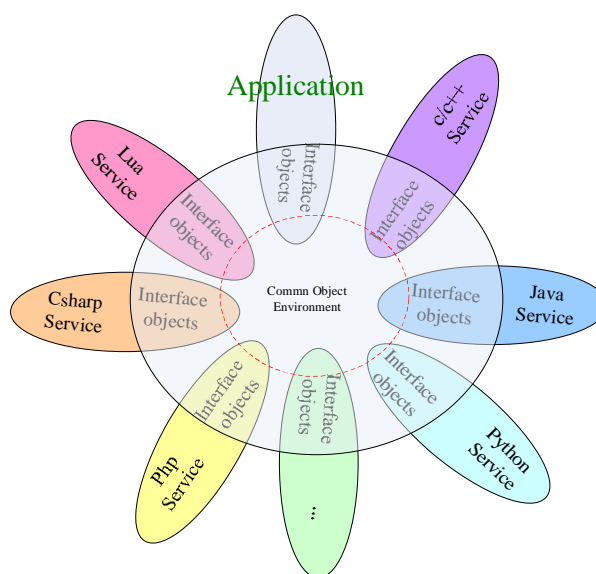 Application
Interface
objects
c/c++
Service
Interface
objects
Lua
Service
Interface
objects
Commn Object
Environment
Csharp
Service
Interface
objects
Interface
objects
Java
Service
Interface
objects
Php
Service
Interface
objects
...
Interface
objects
Python
Service